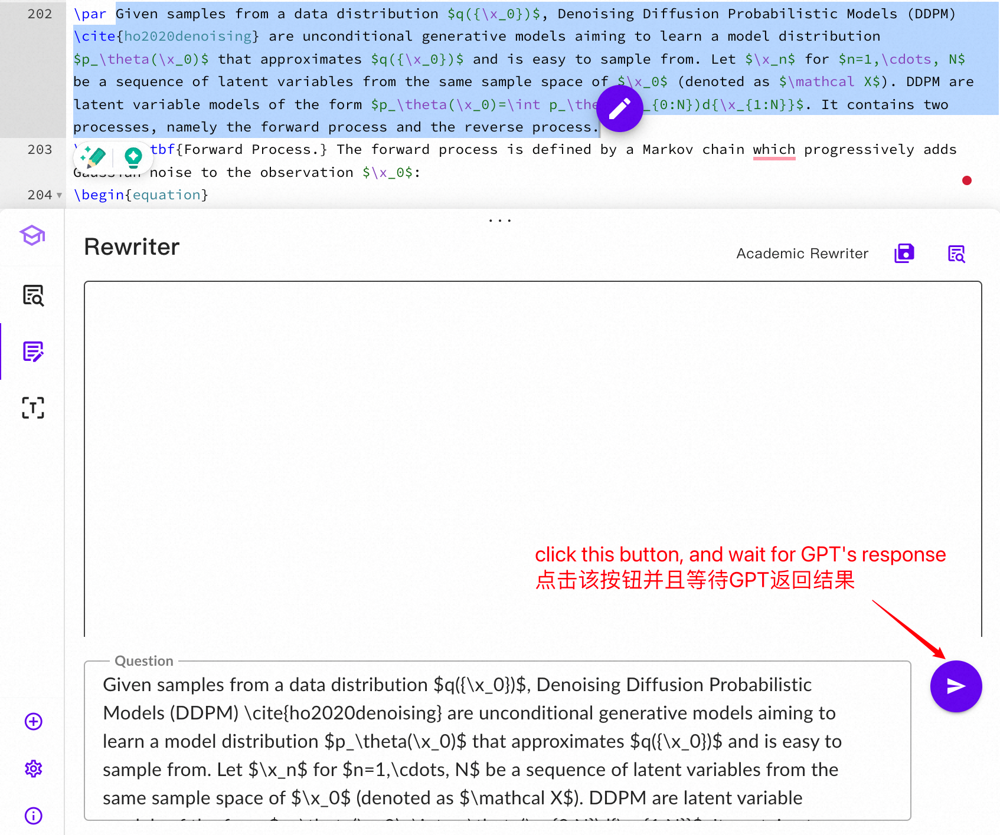 202 \par Given samples from a data distribution $q({\x_0})$, Denoising Diffusion Probabilistic Models (DDPM)
\cite{ho2020denoising} are unconditional generative models aiming to learn a model distribution
$p_\theta(\x_0)$ that approximates $q({\x_0})$ and is easy to sample from. Let $\x_n$ for $n=1,\cdots, N$
be a sequence of latent variables from the same sample space of $\x_0$ (denoted as $\mathcal X$). DDPM are
latent variable models of the form $p_\theta(\x_0)=\int p_\the _{0:N})d{\x_{1:N}}$. It contains two
processes, namely the forward process and the reverse process.
203 \ tbf{Forward Process.} The forward process is defined by a Markov chain which progressively adds
Gaussian noise to the observation $\x_0$:
204 \begin{equation}
...
Rewriter
Academic Rewriter
click this button, and wait for GPT's response
点击该按钮并且等待GPT返回结果
Question
Given samples from a data distribution $q({\x_0})$, Denoising Diffusion Probabilistic
Models (DDPM) \cite{ho2020denoising} are unconditional generative models aiming to
learn a model distribution $p_\theta(\x_0)$ that approximates $q({\x_0})$ and is easy to
sample from. Let $\x_n$ for $n=1,\cdots, N$ be a sequence of latent variables from the
same sample space of $\x_0$ (denoted as $\mathcal X$). DDPM are latent variable